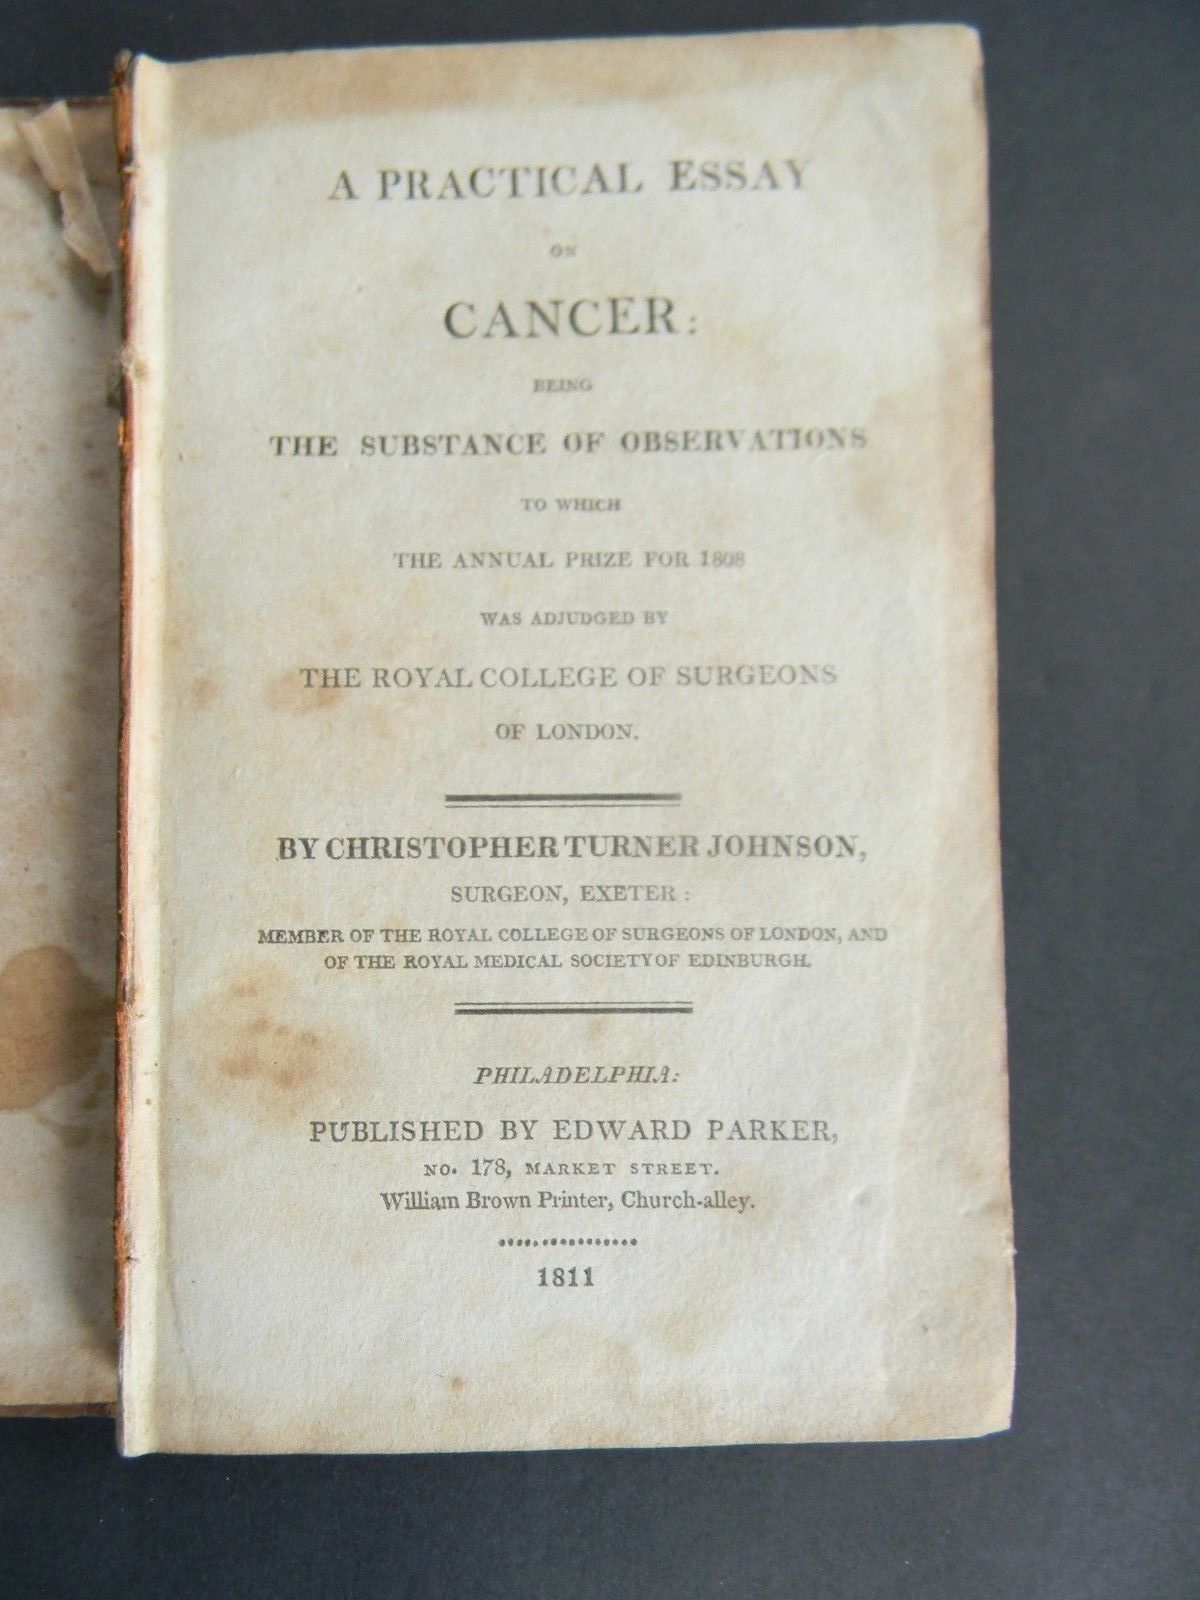 A PRACTICAL ESSAY
ON
CANCER:
BEING
THE SUBSTANCE OF OBSERVATIONS
TO WHICH
THE ANNUAL PRIZE FOR 1808
WAS ADJUDGED BY
THE ROYAL COLLEGE OF SURGEONS
OF LONDON.
BY CHRISTOPHER TURNER JOHNSON,
SURGEON, EXETER:
MEMBER OF THE ROYAL COLLEGE OF SURGEONS OF LONDON, AND
OF THE ROYAL MEDICAL SOCIETY OF EDINBURGH.
PHILADELPHIA:
PUBLISHED BY EDWARD PARKER,
NO. 178, MARKET STREET.
William Brown Printer, Church-alley.
1811